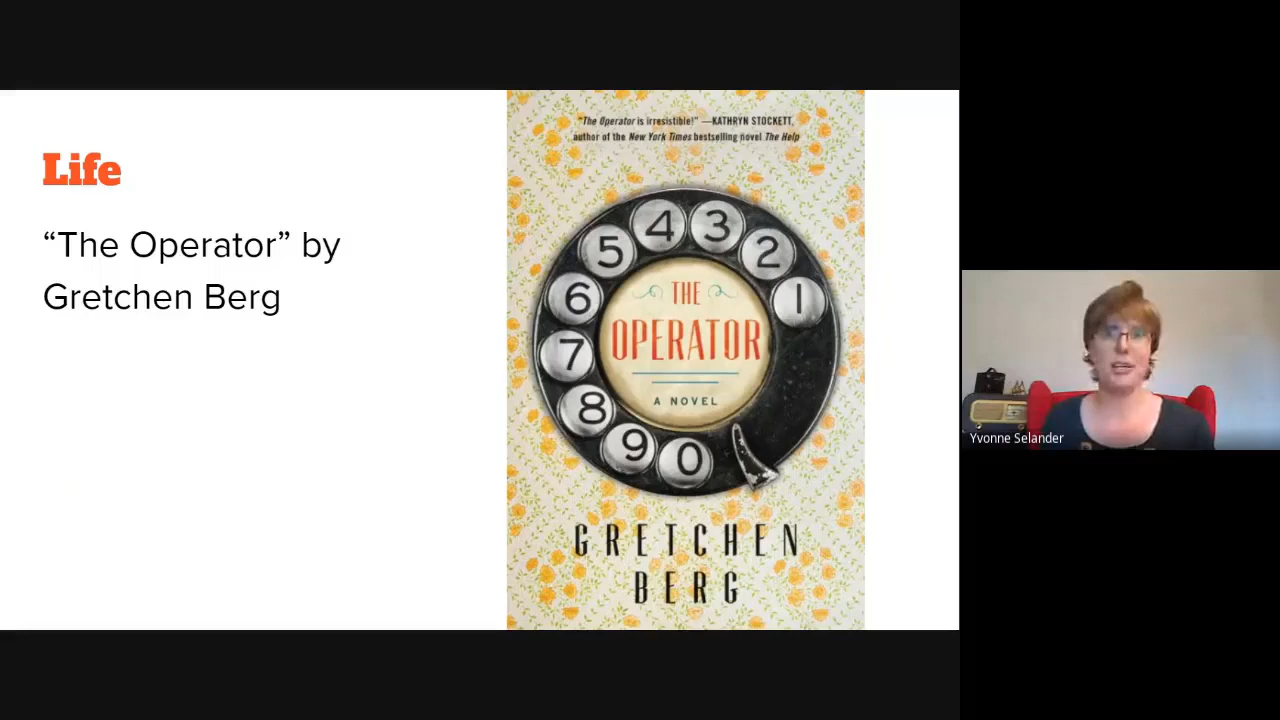 Life
“The Operator” by
Gretchen Berg
“The Operator is irresistible!” —KATHRYN STOCKETT,
author of the New York Times bestselling novel The Help
4 3
5 2
6 1
7
8
9 0
THE
OPERATOR
A NOVEL
GRETCHEN
BERG
Yvonne Selander